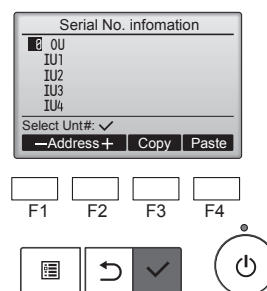 Serial No. infomation
0 OU
IU1
IU2
IU3
IU4
Select Unt#: ✓
−Address+ Copy Paste
F1 F2 F3 F4